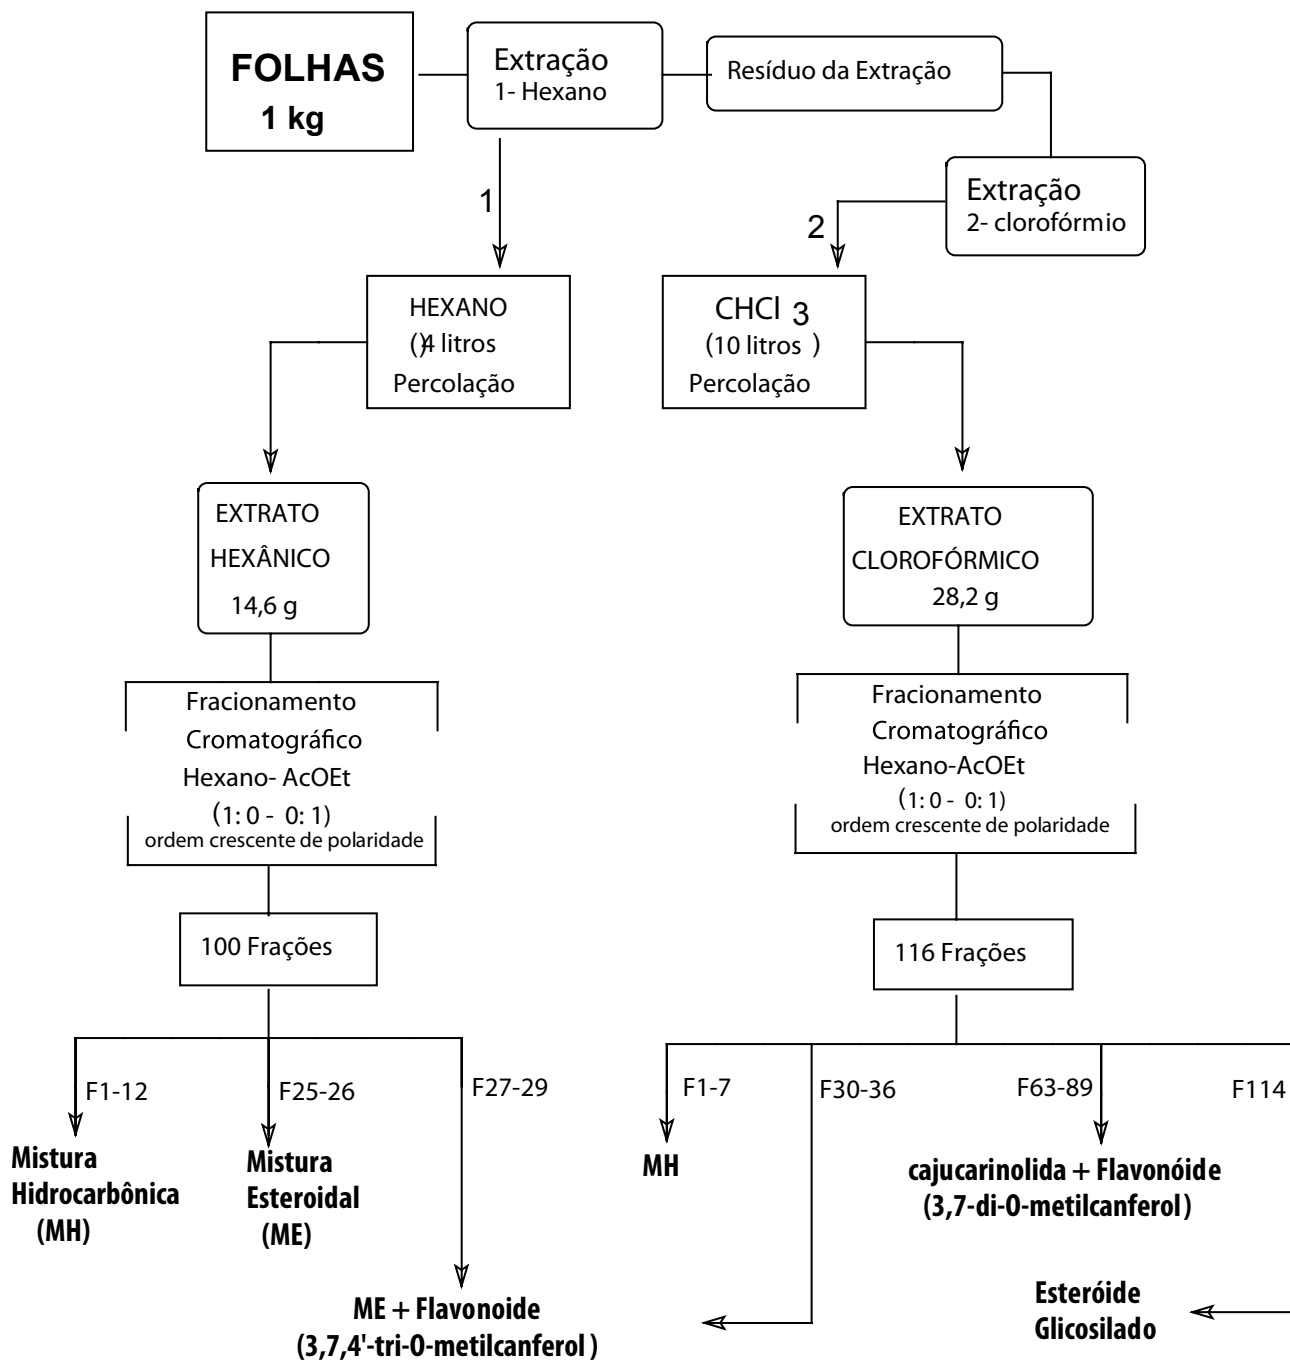 FOLHAS
1 kg
Extração
1- Hexano
Resíduo da Extração
Extração
2- clorofórmio
1
2
HEXANO
()4 litros
Percolação
CHCl 3
(10 litros )
Percolação
EXTRATO
HEXÂNICO
14,6 g
EXTRATO
CLOROFÓRMICO
28,2 g
Fracionamento
Cromatográfico
Hexano- AcOEt
(1: 0 - 0: 1)
ordem crescente de polaridade
Fracionamento
Cromatográfico
Hexano-AcOEt
(1: 0 - 0: 1)
ordem crescente de polaridade
100 Frações
116 Frações
F1-12
F25-26
F27-29
F1-7
F30-36
F63-89
F114
Mistura
Hidrocarbônica
(MH)
Mistura
Esteroidal
(ME)
ME + Flavonoide
(3,7,4'-tri-O-metilcanferol )
MH
cajucarinolida + Flavonóide
(3,7-di-O-metilcanferol )
Esteróide
Glicosilado